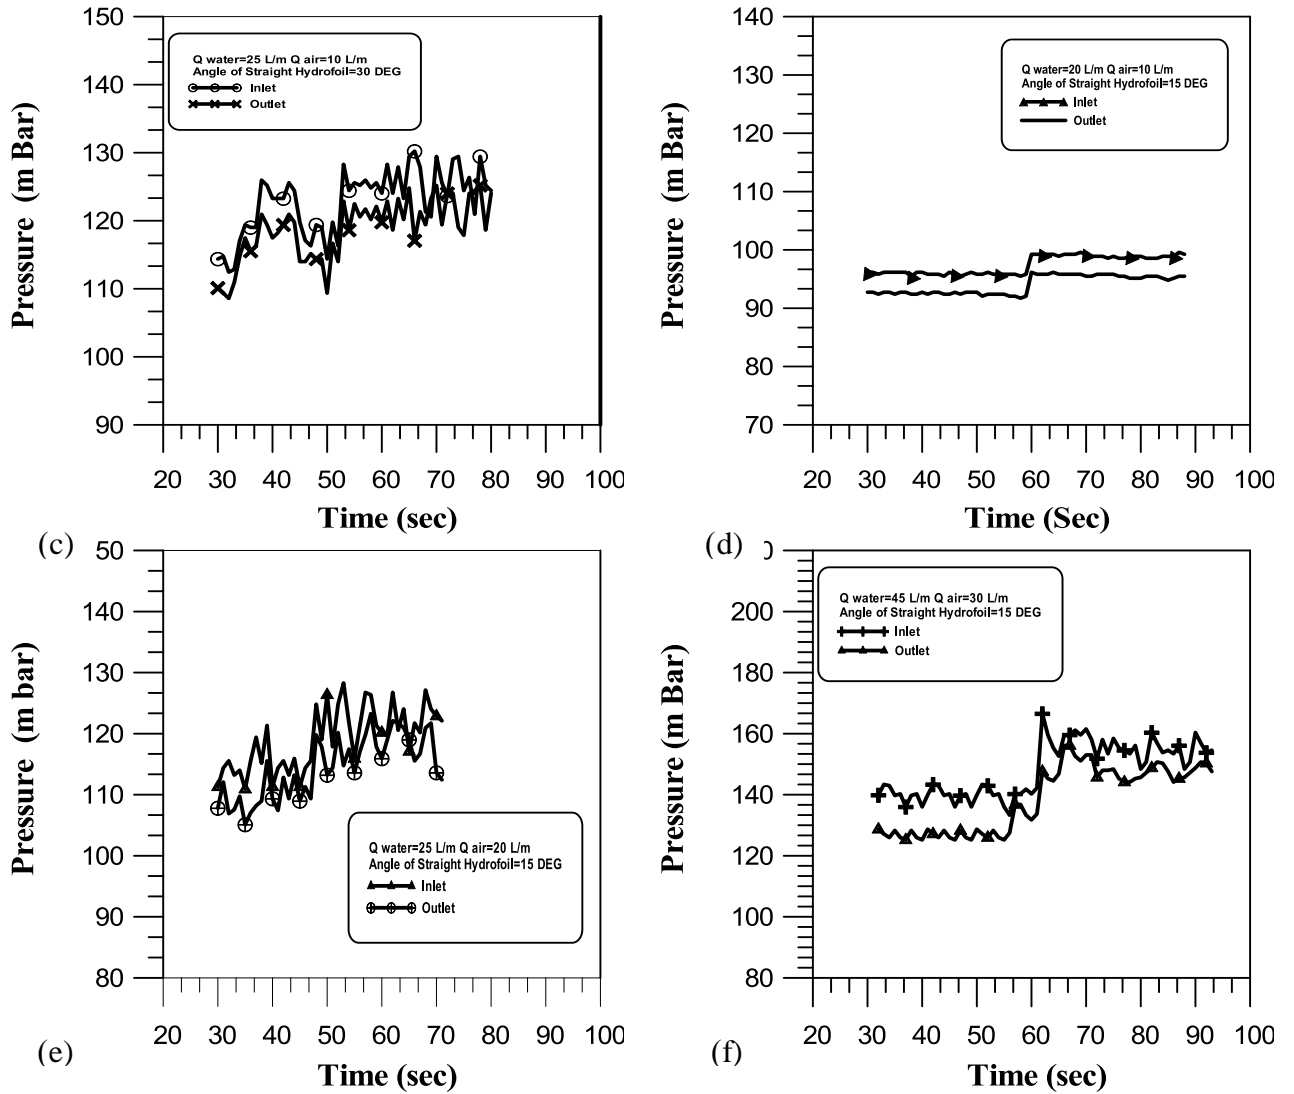 150
140
130
120
110
100
90
Pressure (m Bar)
Q water=25 L/m Q air=10 L/m
Angle of Straight Hydrofoil=30 DEG
Inlet
Outlet
20 30 40 50 60 70 80 90 100
Time (sec)
(c)
140
130
120
110
100
90
80
70
Pressure (m Bar)
Q water=20 L/m Q air=10 L/m
Angle of Straight Hydrofoil=15 DEG
Inlet
Outlet
20 30 40 50 60 70 80 90 100
Time (Sec)
(d)
50
140
130
120
110
100
90
80
Pressure (m bar)
Q water=25 L/m Q air=20 L/m
Angle of Straight Hydrofoil=15 DEG
Inlet
Outlet
20 30 40 50 60 70 80 90 100
Time (sec)
(e)
200
180
160
140
120
100
80
Pressure (m Bar)
Q water=45 L/m Q air=30 L/m
Angle of Straight Hydrofoil=15 DEG
Inlet
Outlet
20 30 40 50 60 70 80 90 100
Time (sec)
(f)